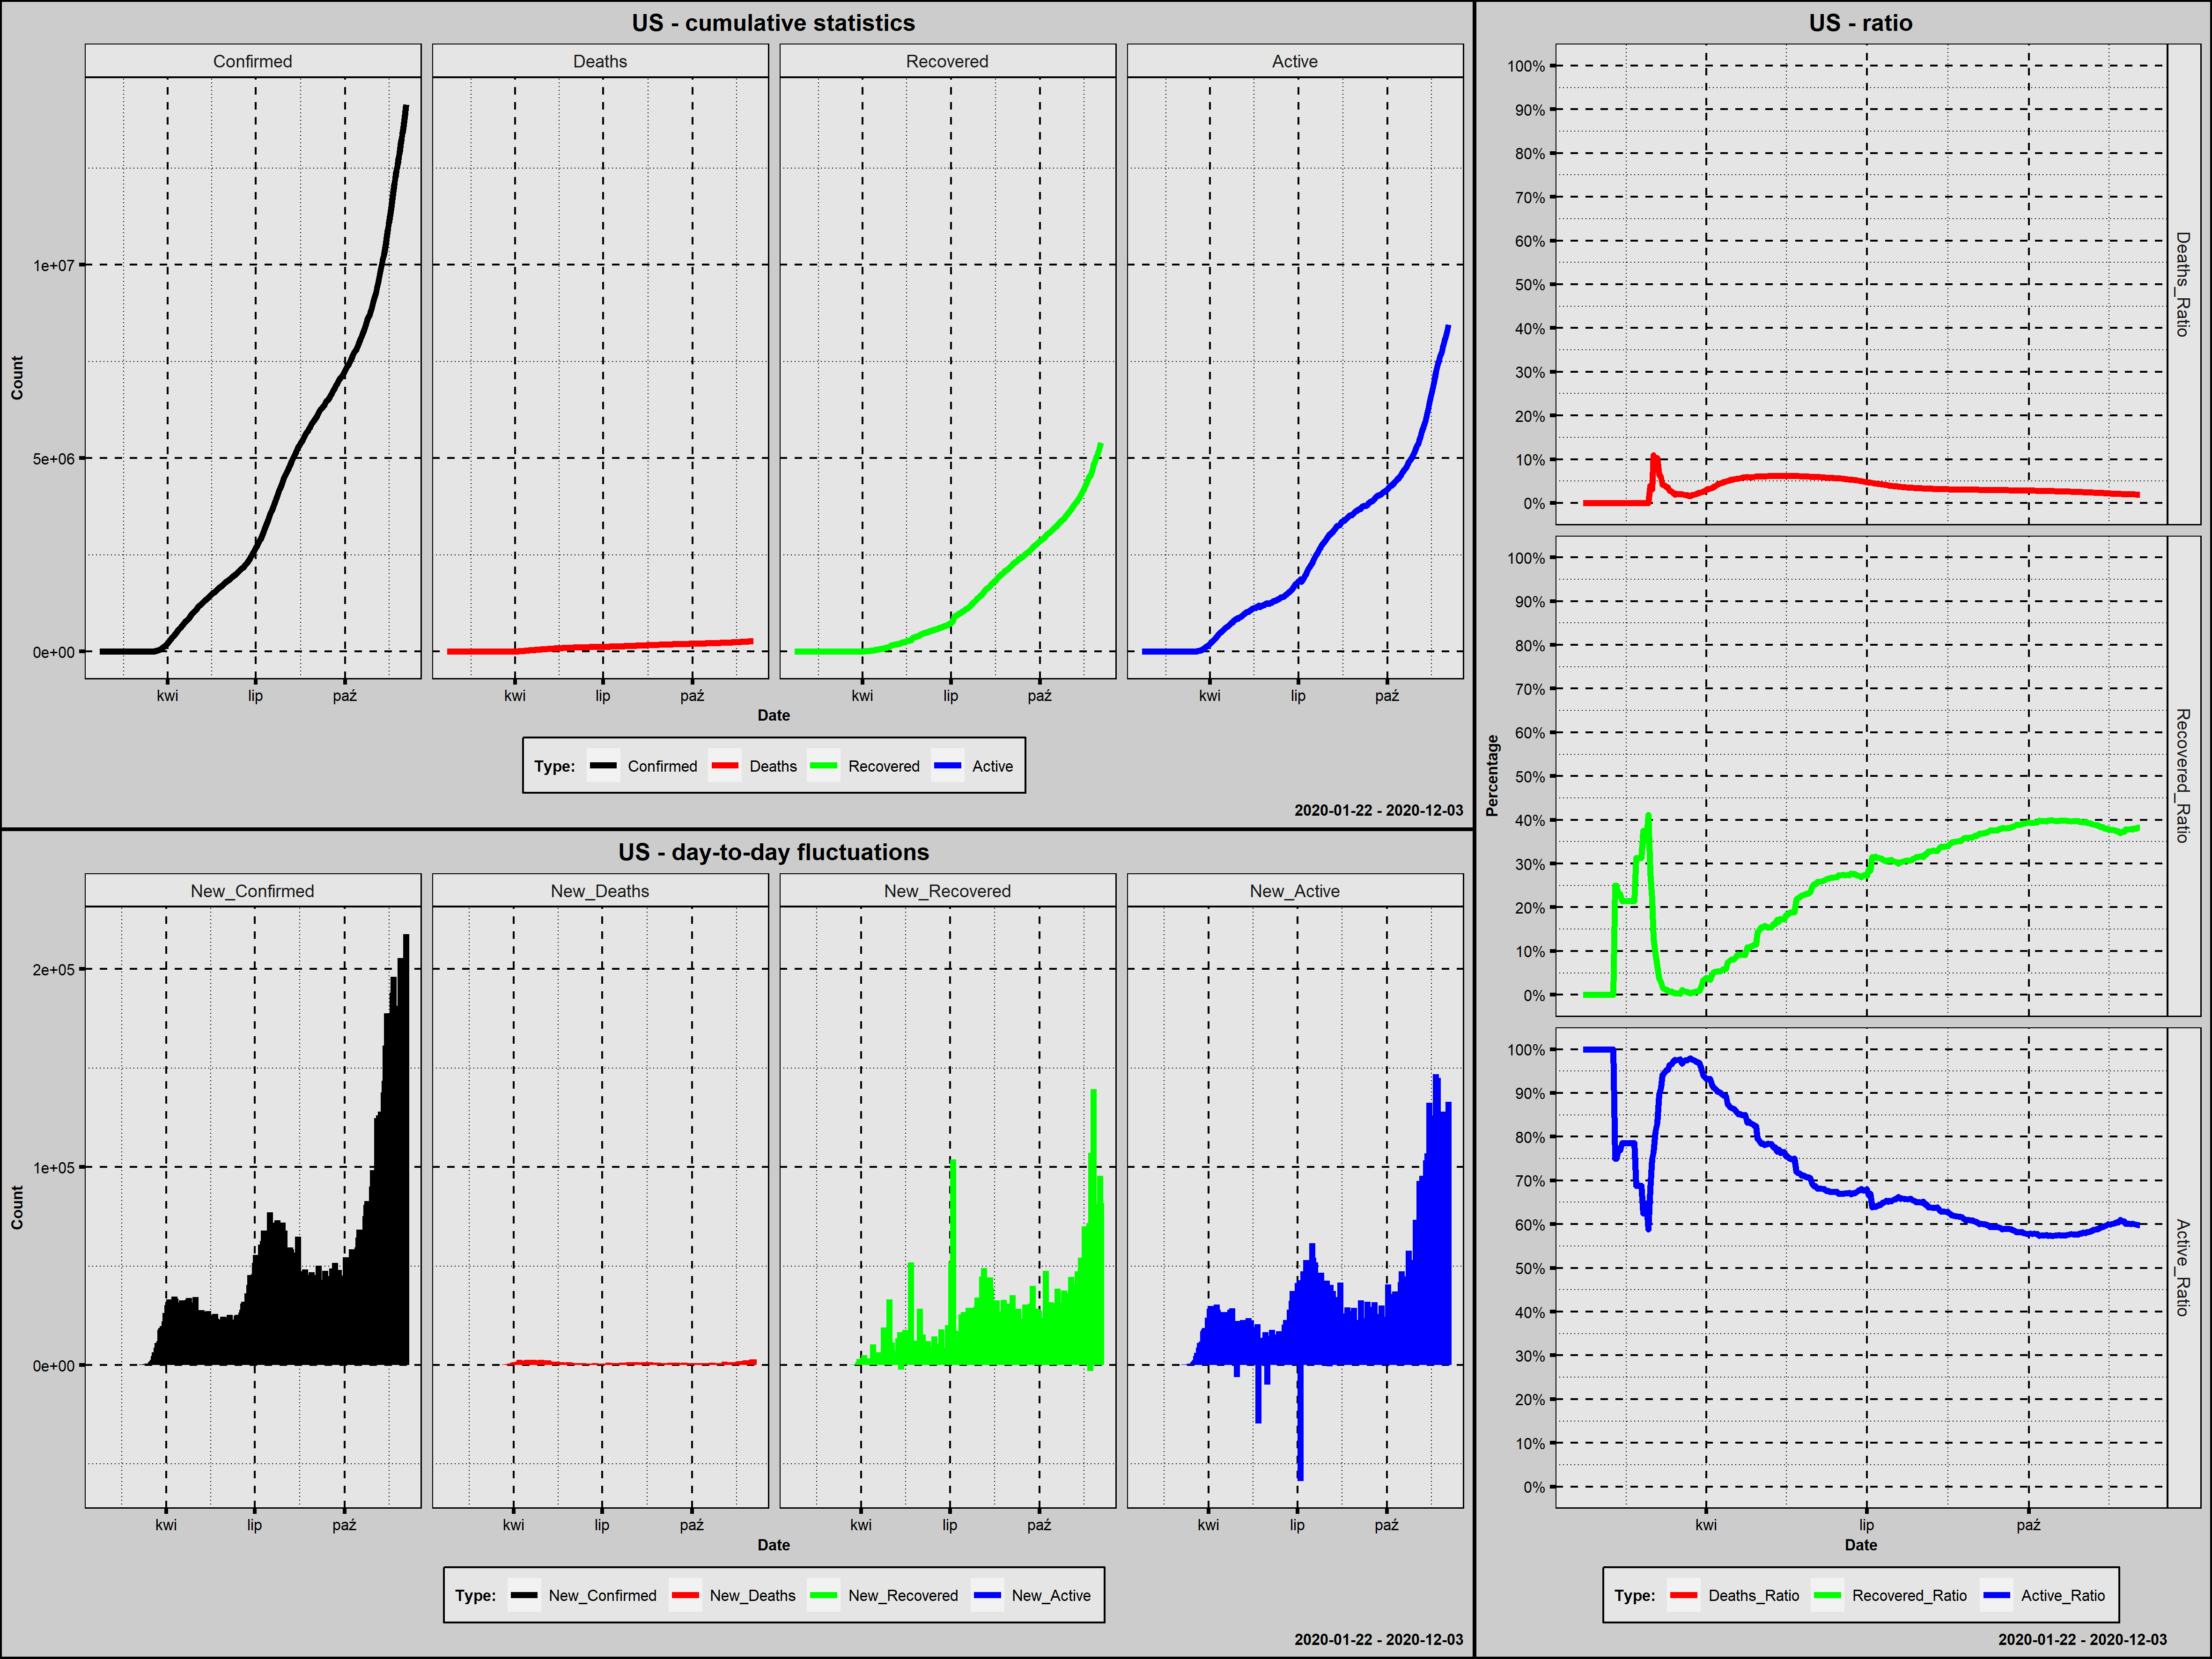 US - cumulative statistics
Confirmed Deaths Recovered Active
Count
1e+07
5e+06
0e+00
kwi lip paź kwi lip paź kwi lip paź kwi lip paź
Date
Type: Confirmed Deaths Recovered Active
2020-01-22 - 2020-12-03
US - day-to-day fluctuations
New_Confirmed New_Deaths New_Recovered New_Active
Count
2e+05
1e+05
0e+00
kwi lip paź kwi lip paź kwi lip paź kwi lip paź
Date
Type: New_Confirmed New_Deaths New_Recovered New_Active
2020-01-22 - 2020-12-03
US - ratio
Percentage
100%
90%
80%
70%
60%
50%
40%
30%
20%
10%
0%
Deaths_Ratio
100%
90%
80%
70%
60%
50%
40%
30%
20%
10%
0%
Recovered_Ratio
100%
90%
80%
70%
60%
50%
40%
30%
20%
10%
0%
Active_Ratio
kwi lip paź
Date
Type: Deaths_Ratio Recovered_Ratio Active_Ratio
2020-01-22 - 2020-12-03